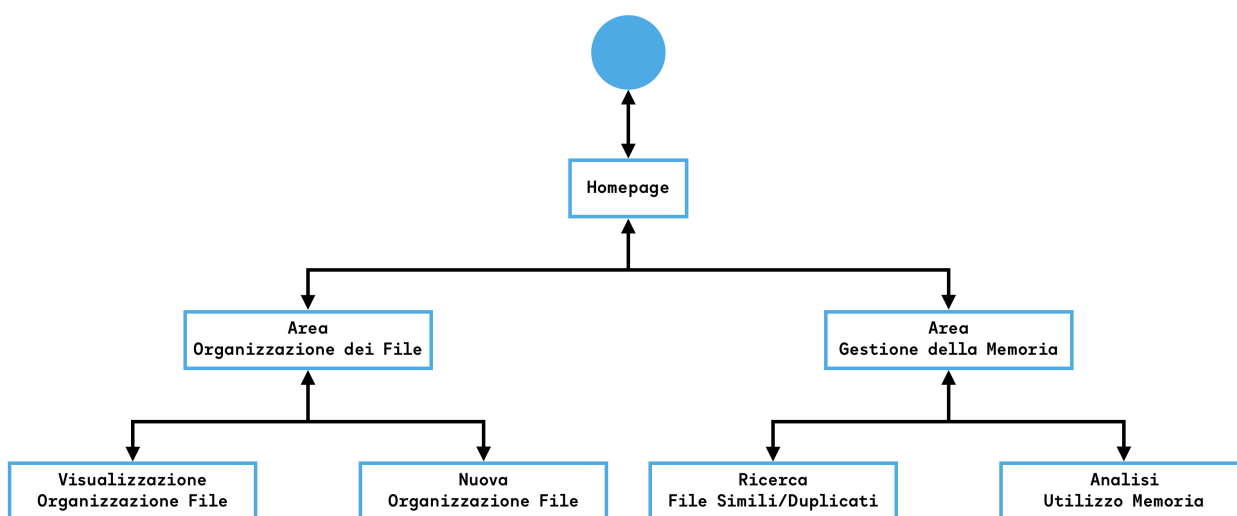 Homepage
Area
Organizzazione dei File
Area
Gestione della Memoria
Visualizzazione
Organizzazione File
Nuova
Organizzazione File
Ricerca
File Simili/Duplicati
Analisi
Utilizzo Memoria